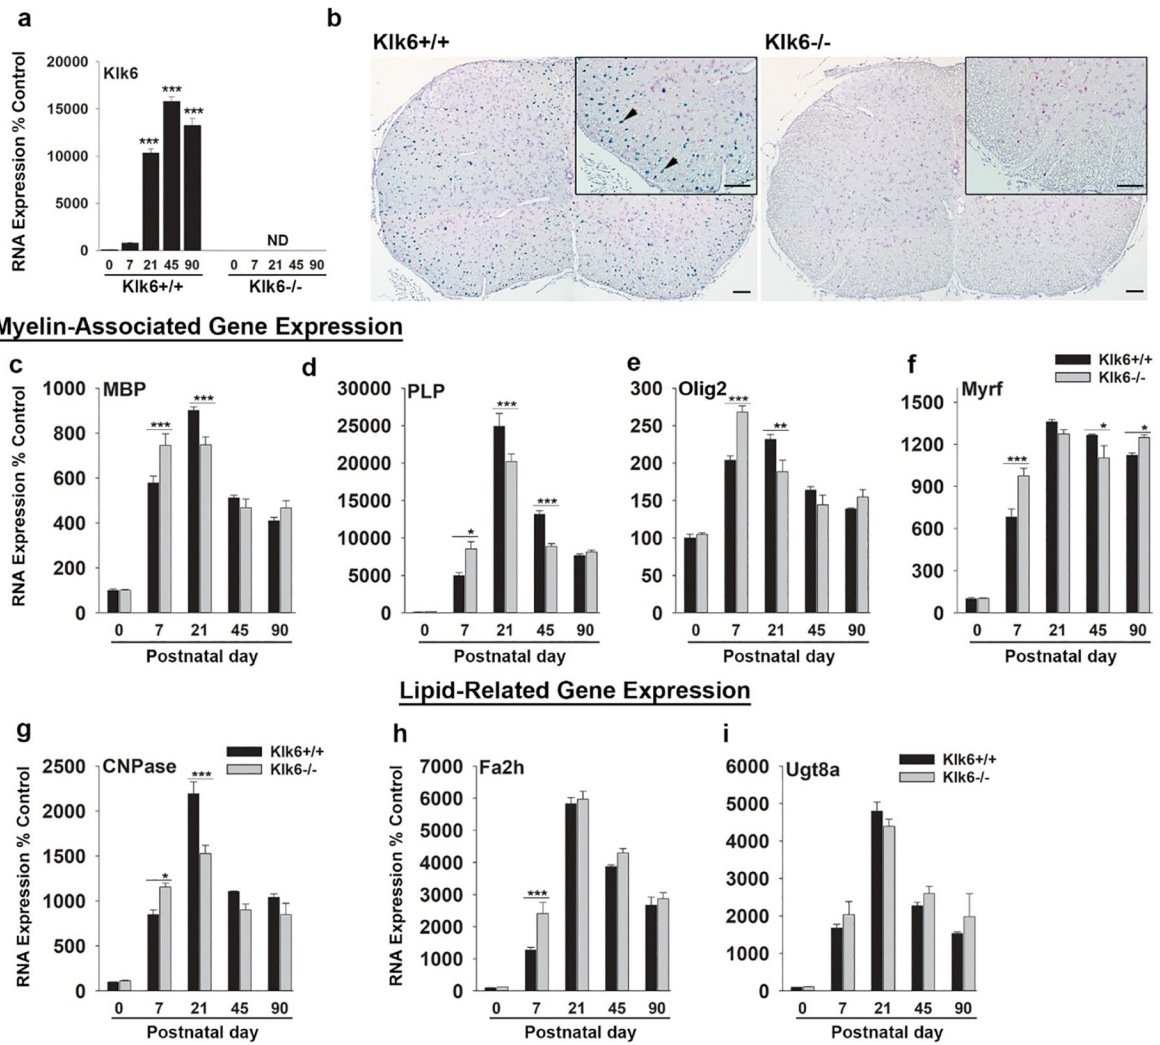 a
b
Klk6+/+
Klk6-/-
RNA Expression % Control
20000
15000
10000
5000
0
Klk6
***
***
***
ND
0 7 21 45 90
0 7 21 45 90
Klk6+/+
Klk6-/-
Myelin-Associated Gene Expression
c
MBP
RNA Expression % Control
1000
800
600
400
200
0
***
***
0 7 21 45 90
Postnatal day
d
PLP
30000
25000
20000
15000
10000
5000
0
*
***
***
0 7 21 45 90
Postnatal day
e
Olig2
300
250
200
150
100
50
0
***
**
0 7 21 45 90
Postnatal day
f
Myrf
Klk6+/+
Klk6-/-
1500
1200
900
600
300
0
***
*
*
0 7 21 45 90
Postnatal day
Lipid-Related Gene Expression
g
CNPase
Klk6+/+
Klk6-/-
RNA Expression % Control
2500
2000
1500
1000
500
0
*
***
0 7 21 45 90
Postnatal day
h
Fa2h
RNA Expression % Control
7000
6000
5000
4000
3000
2000
1000
0
***
0 7 21 45 90
Postnatal day
i
Ugt8a
Klk6+/+
Klk6-/-
6000
5000
4000
3000
2000
1000
0
0 7 21 45 90
Postnatal day